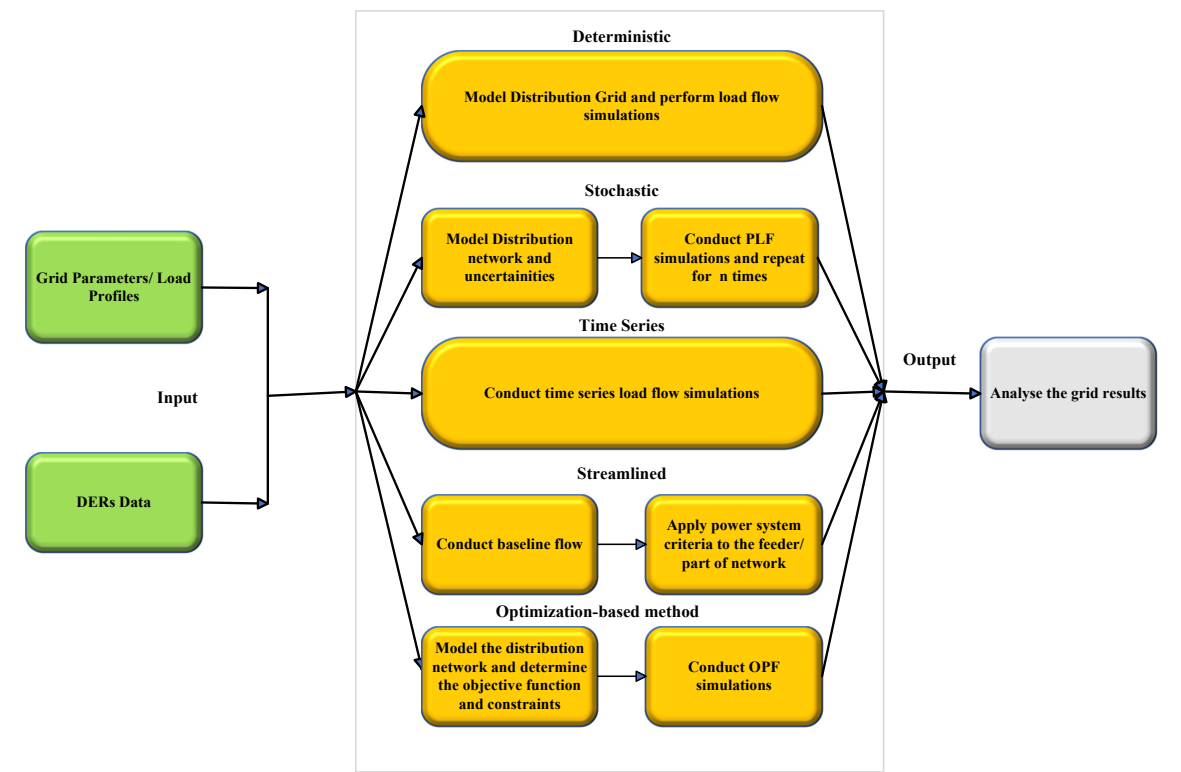 Deterministic
Model Distribution Grid and perform load flow
simulations
Stochastic
Model Distribution
network and
uncertainities
Conduct PLF
simulations and repeat
for n times
Grid Parameters/ Load
Profiles
Time Series
Conduct time series load flow simulations
Input
Output
Analyse the grid results
DERs Data
Streamlined
Conduct baseline flow
Apply power system
criteria to the feeder/
part of network
Optimization-based method
Model the distribution
network and determine
the objective function
and constraints
Conduct OPF
simulations